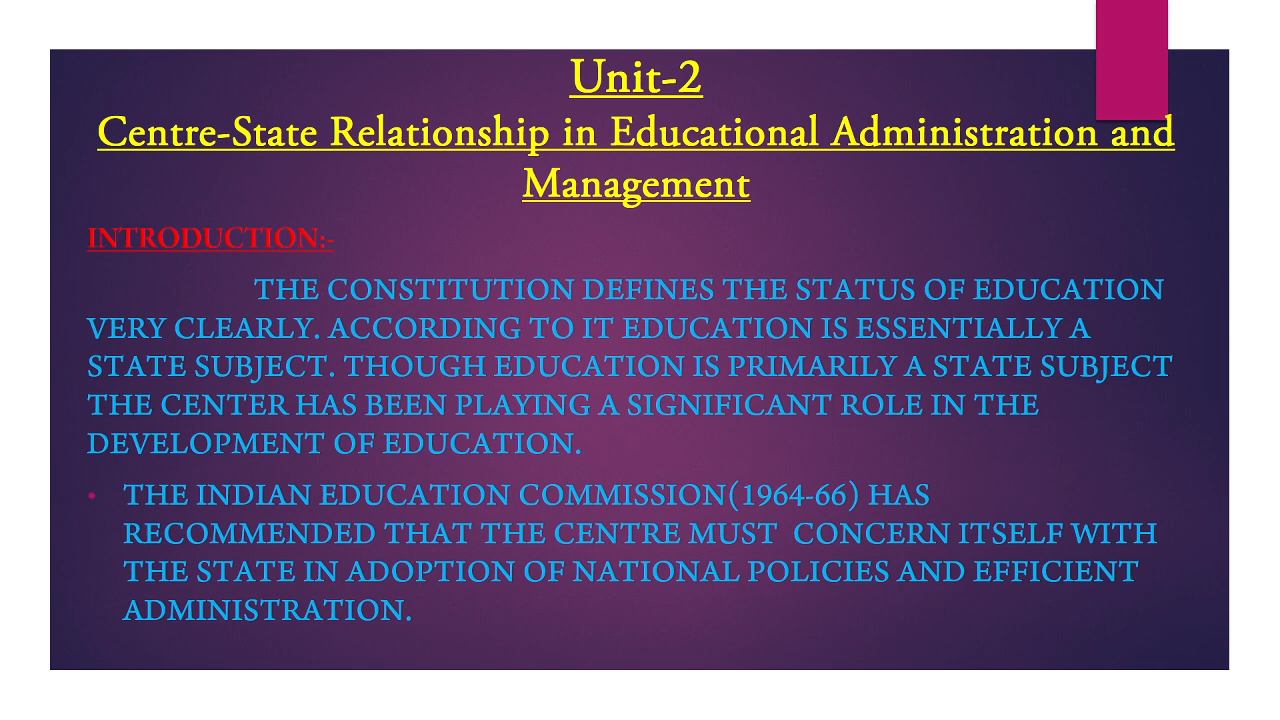 Unit-2
Centre-State Relationship in Educational Administration and
Management
INTRODUCTION:-
THE CONSTITUTION DEFINES THE STATUS OF EDUCATION
VERY CLEARLY. ACCORDING TO IT EDUCATION IS ESSENTIALLY A
STATE SUBJECT. THOUGH EDUCATION IS PRIMARILY A STATE SUBJECT
THE CENTER HAS BEEN PLAYING A SIGNIFICANT ROLE IN THE
DEVELOPMENT OF EDUCATION.
• THE INDIAN EDUCATION COMMISSION(1964-66) HAS
RECOMMENDED THAT THE CENTRE MUST  CONCERN ITSELF WITH
THE STATE IN ADOPTION OF NATIONAL POLICIES AND EFFICIENT
ADMINISTRATION.